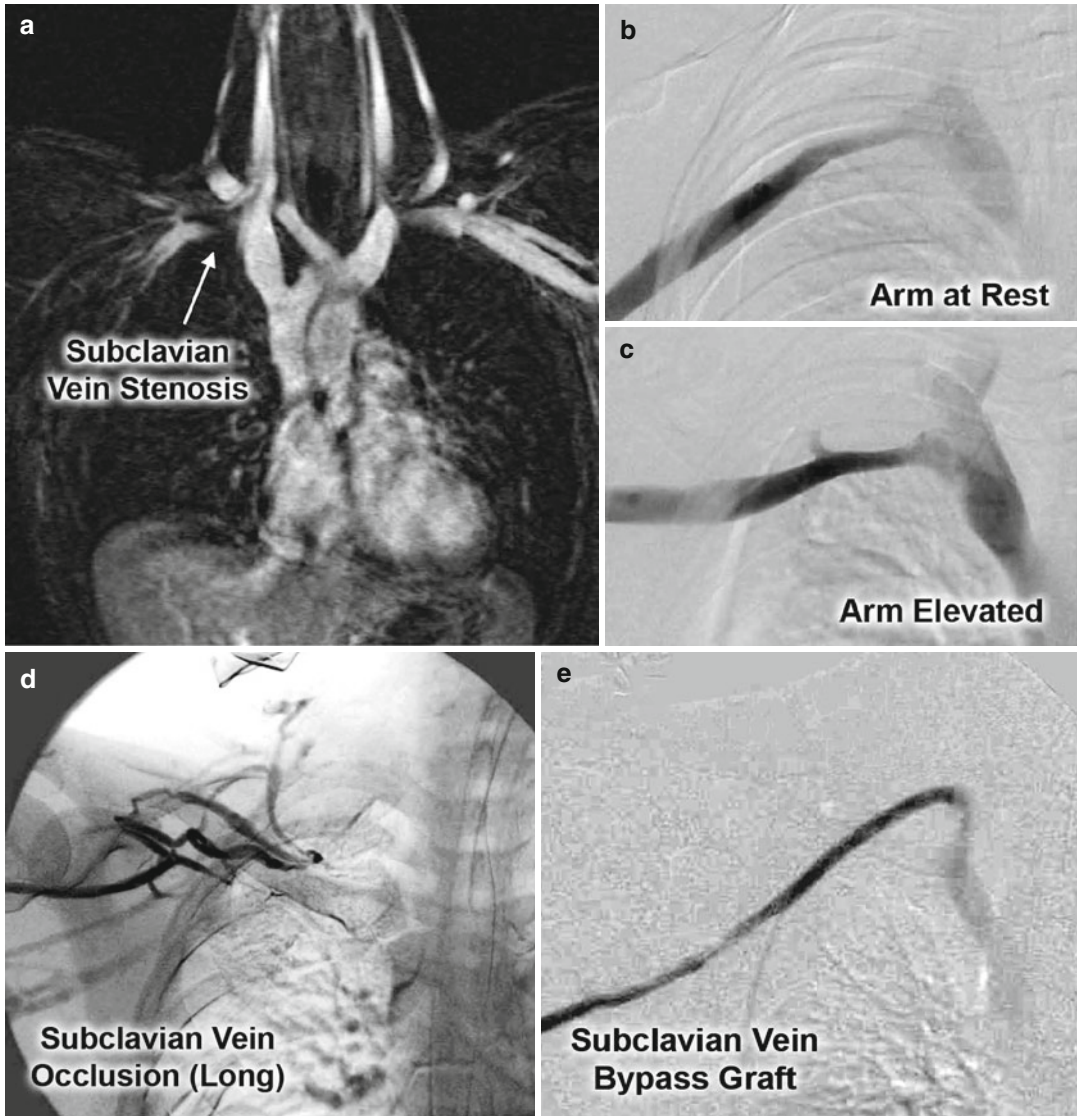 a
Subclavian
Vein Stenosis
b
Arm at Rest
c
Arm Elevated
d
Subclavian Vein
Occlusion (Long)
e
Subclavian Vein
Bypass Graft